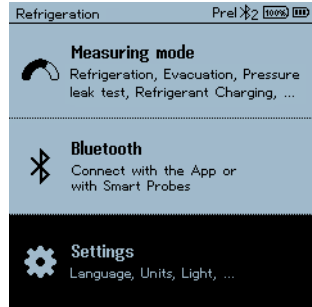 Refrigeration Prel 2 100%
Measuring mode
Refrigeration, Evacuation, Pressure
leak test, Refrigerant Charging, ...
Bluetooth
Connect with the App or
with Smart Probes
Settings
Language, Units, Light, ...